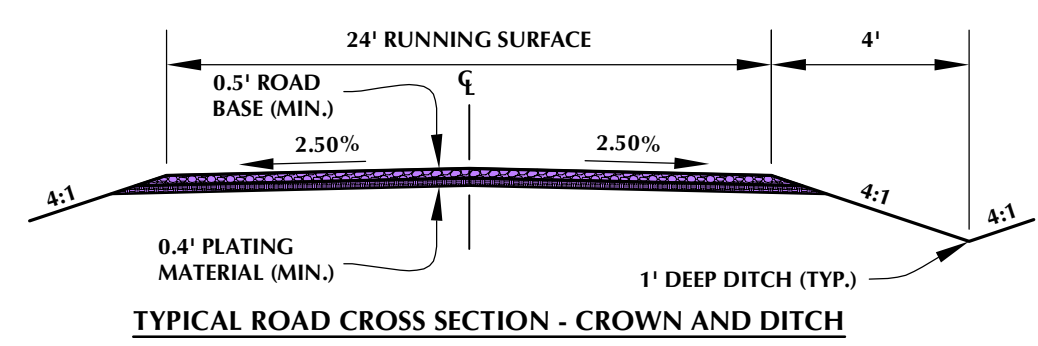 24' RUNNING SURFACE
4'
0.5' ROAD
BASE (MIN.)
℄
2.50%
2.50%
4:1
4:1
4:1
0.4' PLATING
MATERIAL (MIN.)
1' DEEP DITCH (TYP.)
TYPICAL ROAD CROSS SECTION - CROWN AND DITCH